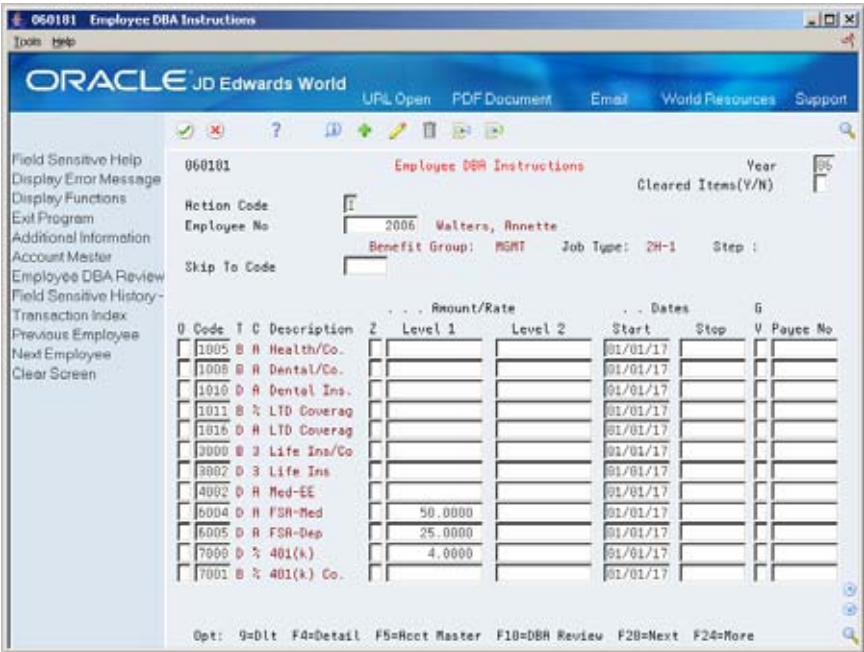 060181 Employee DBA Instructions
Tools Help
ORACLE JD Edwards World
URL Open PDF Document Email World Resources Support
Field Sensitive Help
Display Error Message
Display Functions
Exit Program
Additional Information
Account Master
Employee DBA Review
Field Sensitive History -
Transaction Index
Previous Employee
Next Employee
Clear Screen
060181 Employee DBA Instructions Year 06
Cleared Items(Y/N)
Action Code I
Employee No 2006 Walters, Annette
Benefit Group: MGMT Job Type: 2H-1 Step :
Skip To Code
. . . Amount/Rate . . Dates G
O Code T C Description Z Level 1 Level 2 Start Stop V Payee No
1005 B A Health/Co. 01/01/17
1008 B A Dental/Co. 01/01/17
1010 D A Dental Ins. 01/01/17
1011 B % LTD Coverag 01/01/17
1016 D A LTD Coverag 01/01/17
3000 B 3 Life Ins/Co 01/01/17
3002 D 3 Life Ins 01/01/17
4002 D A Med-EE 01/01/17
6004 D A FSA-Med 50.0000 01/01/17
6005 D A FSA-Dep 25.0000 01/01/17
7000 D % 401(k) 4.0000 01/01/17
7001 B % 401(k) Co. 01/01/17
Opt: 9=Dlt F4=Detail F5=Acct Master F10=DBA Review F20=Next F24=More